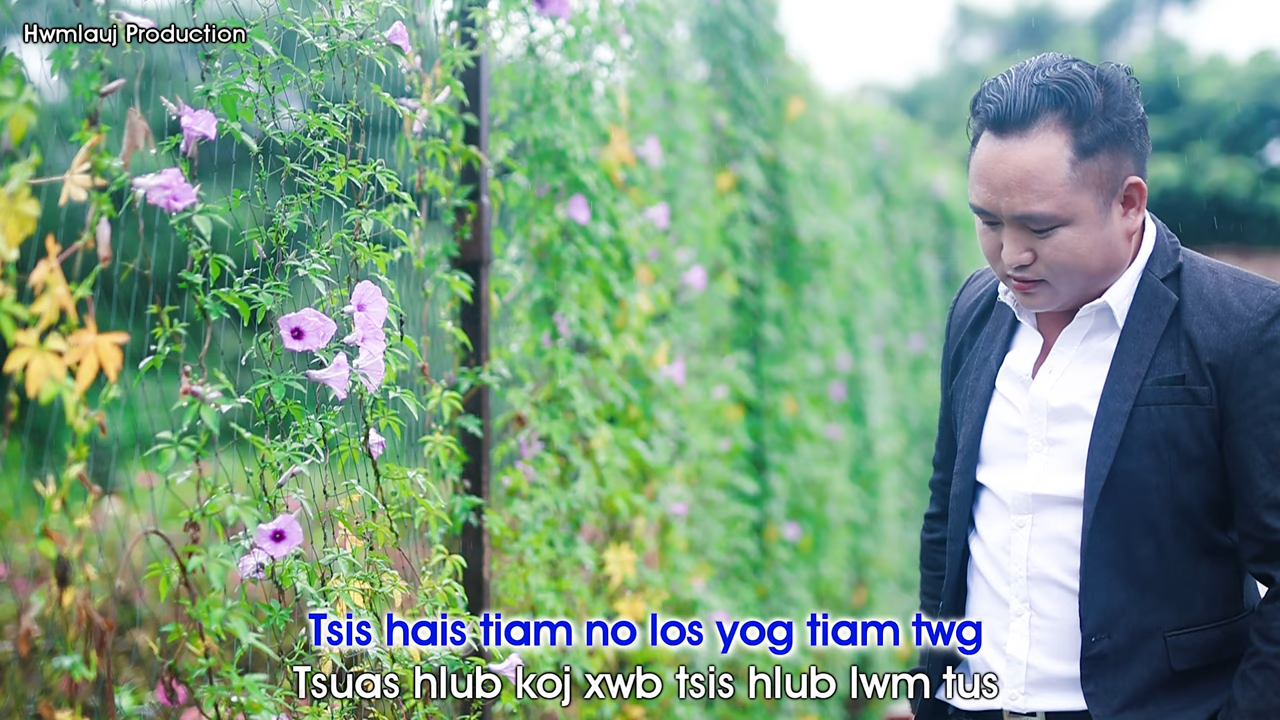 Hwmlauj Production
Tsis hais tiam no los yog tiam twg
Tsuas hlub koj xwb tsis hlub lwm tus